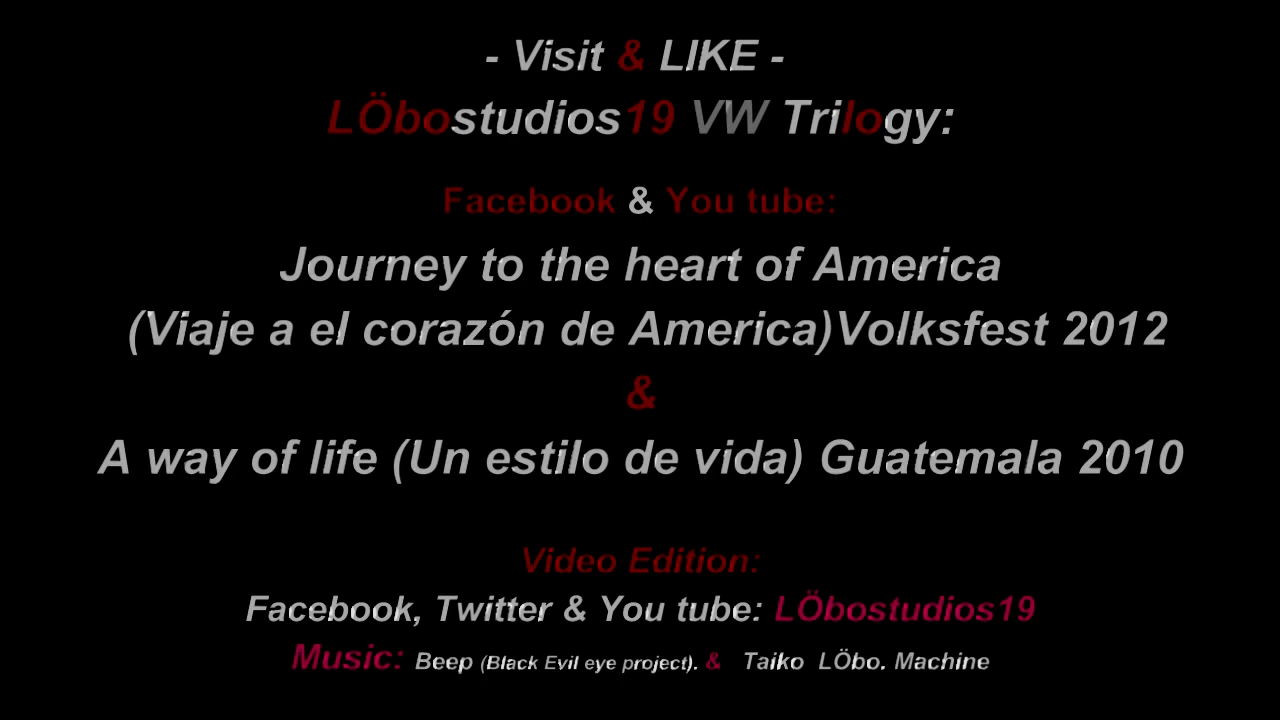 - Visit & LIKE -
LÖbostudios19 VW Trilogy:
Facebook & You tube:
Journey to the heart of America
(Viaje a el corazón de America)Volksfest 2012
&
A way of life (Un estilo de vida) Guatemala 2010
Video Edition:
Facebook, Twitter & You tube: LÖbostudios19
Music: Beep (Black Evil eye project). & Taiko LÖbo. Machine